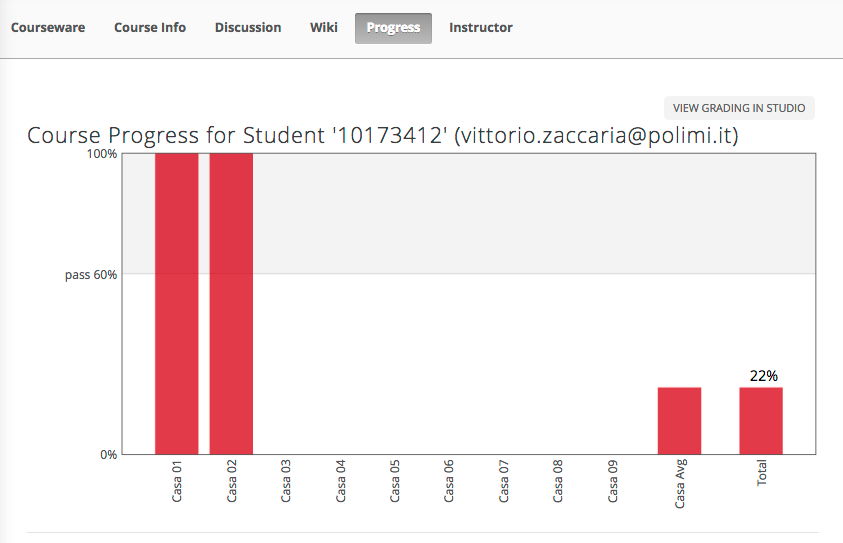 Courseware Course Info Discussion Wiki Progress Instructor
VIEW GRADING IN STUDIO
Course Progress for Student '10173412' (vittorio.zaccaria@polimi.it)
100%
pass 60%
22%
0%
Casa 01
Casa 02
Casa 03
Casa 04
Casa 05
Casa 06
Casa 07
Casa 08
Casa 09
Casa Avg
Total